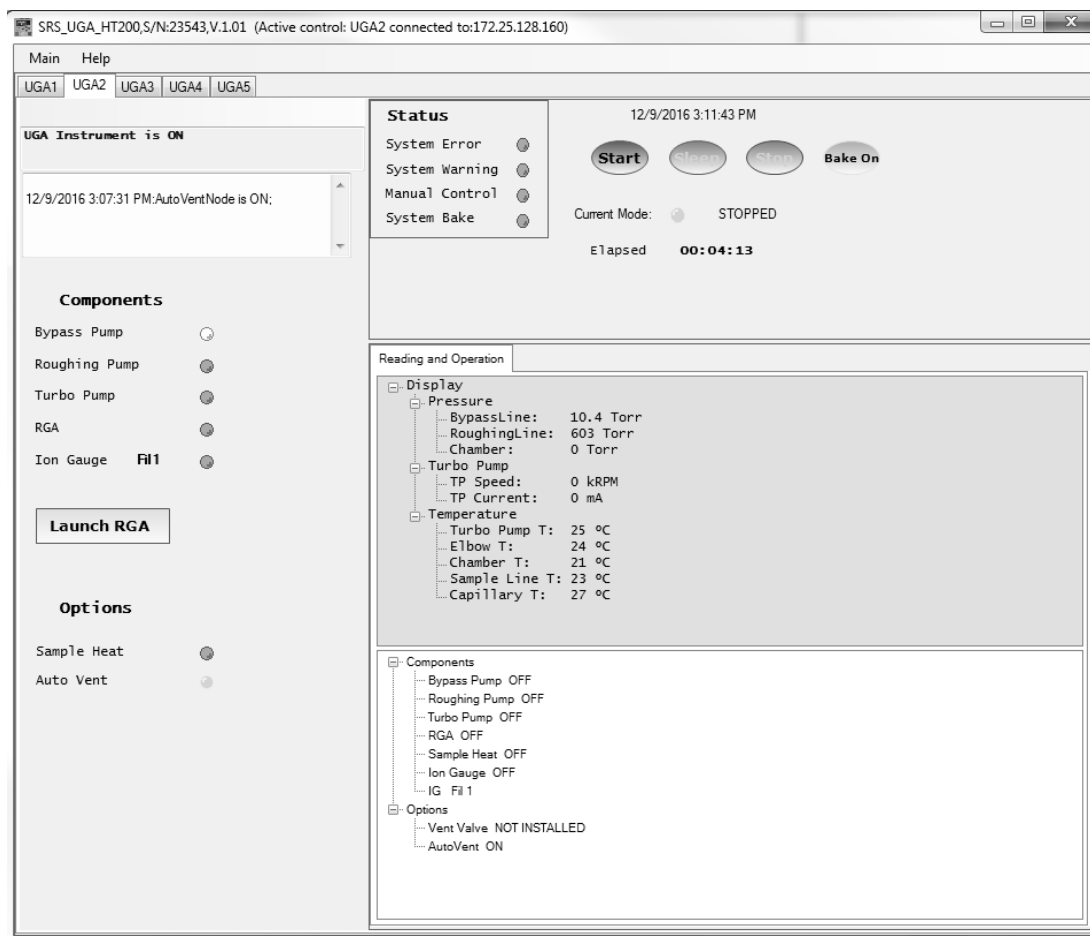 SRS_UGA_HT200,S/N:23543,V.1.01 (Active control: UGA2 connected to:172.25.128.160)
Main Help
UGA1 UGA2 UGA3 UGA4 UGA5
UGA Instrument is ON
12/9/2016 3:07:31 PM:AutoVentNode is ON;
Components
Bypass Pump
Roughing Pump
Turbo Pump
RGA
Ion Gauge Fil1
Launch RGA
Options
Sample Heat
Auto Vent
Status
System Error
System Warning
Manual Control
System Bake
12/9/2016 3:11:43 PM
Start Sleep Stop Bake On
Current Mode: STOPPED
Elapsed 00:04:13
Reading and Operation
Display
Pressure
BypassLine: 10.4 Torr
RoughingLine: 603 Torr
Chamber: 0 Torr
Turbo Pump
TP Speed: 0 kRPM
TP Current: 0 mA
Temperature
Turbo Pump T: 25 ºC
Elbow T: 24 ºC
Chamber T: 21 ºC
Sample Line T: 23 ºC
Capillary T: 27 ºC
Components
Bypass Pump OFF
Roughing Pump OFF
Turbo Pump OFF
RGA OFF
Sample Heat OFF
Ion Gauge OFF
IG Fil 1
Options
Vent Valve NOT INSTALLED
AutoVent ON